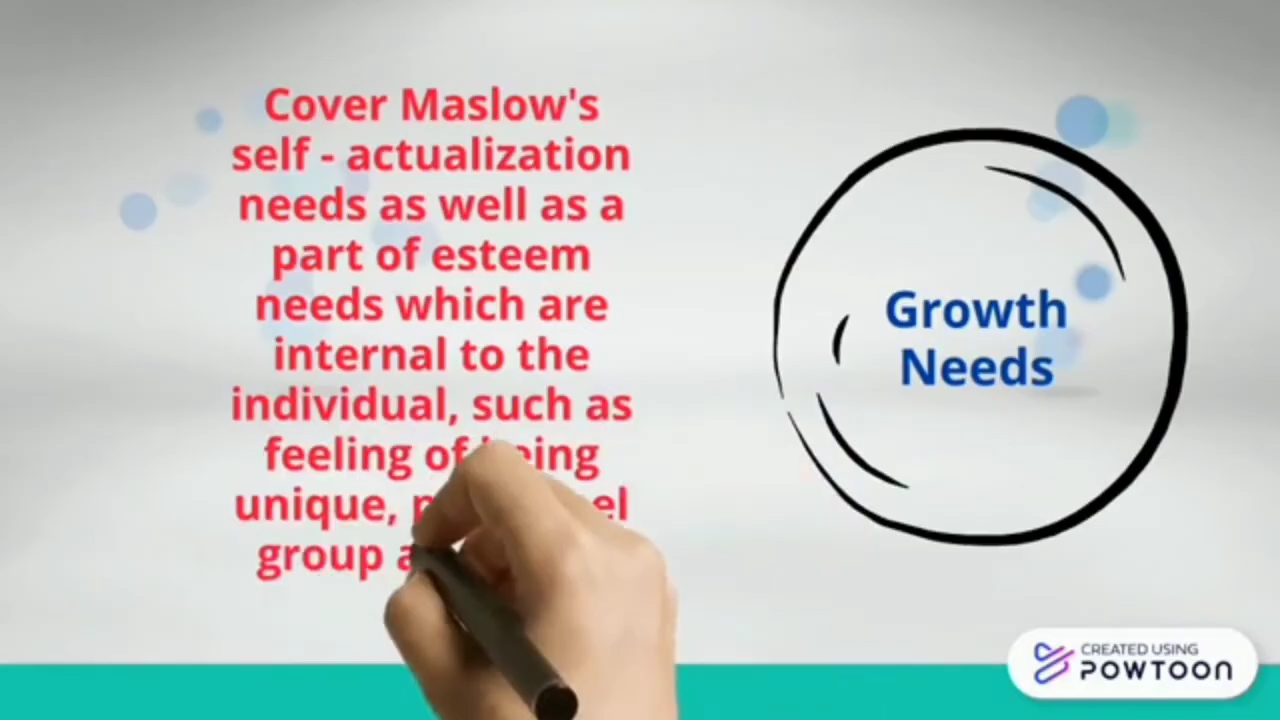 Cover Maslow's
self - actualization
needs as well as a
part of esteem
needs which are
internal to the
individual, such as
feeling of being
unique,
group
Growth
Needs
CREATED USING
POWTOON